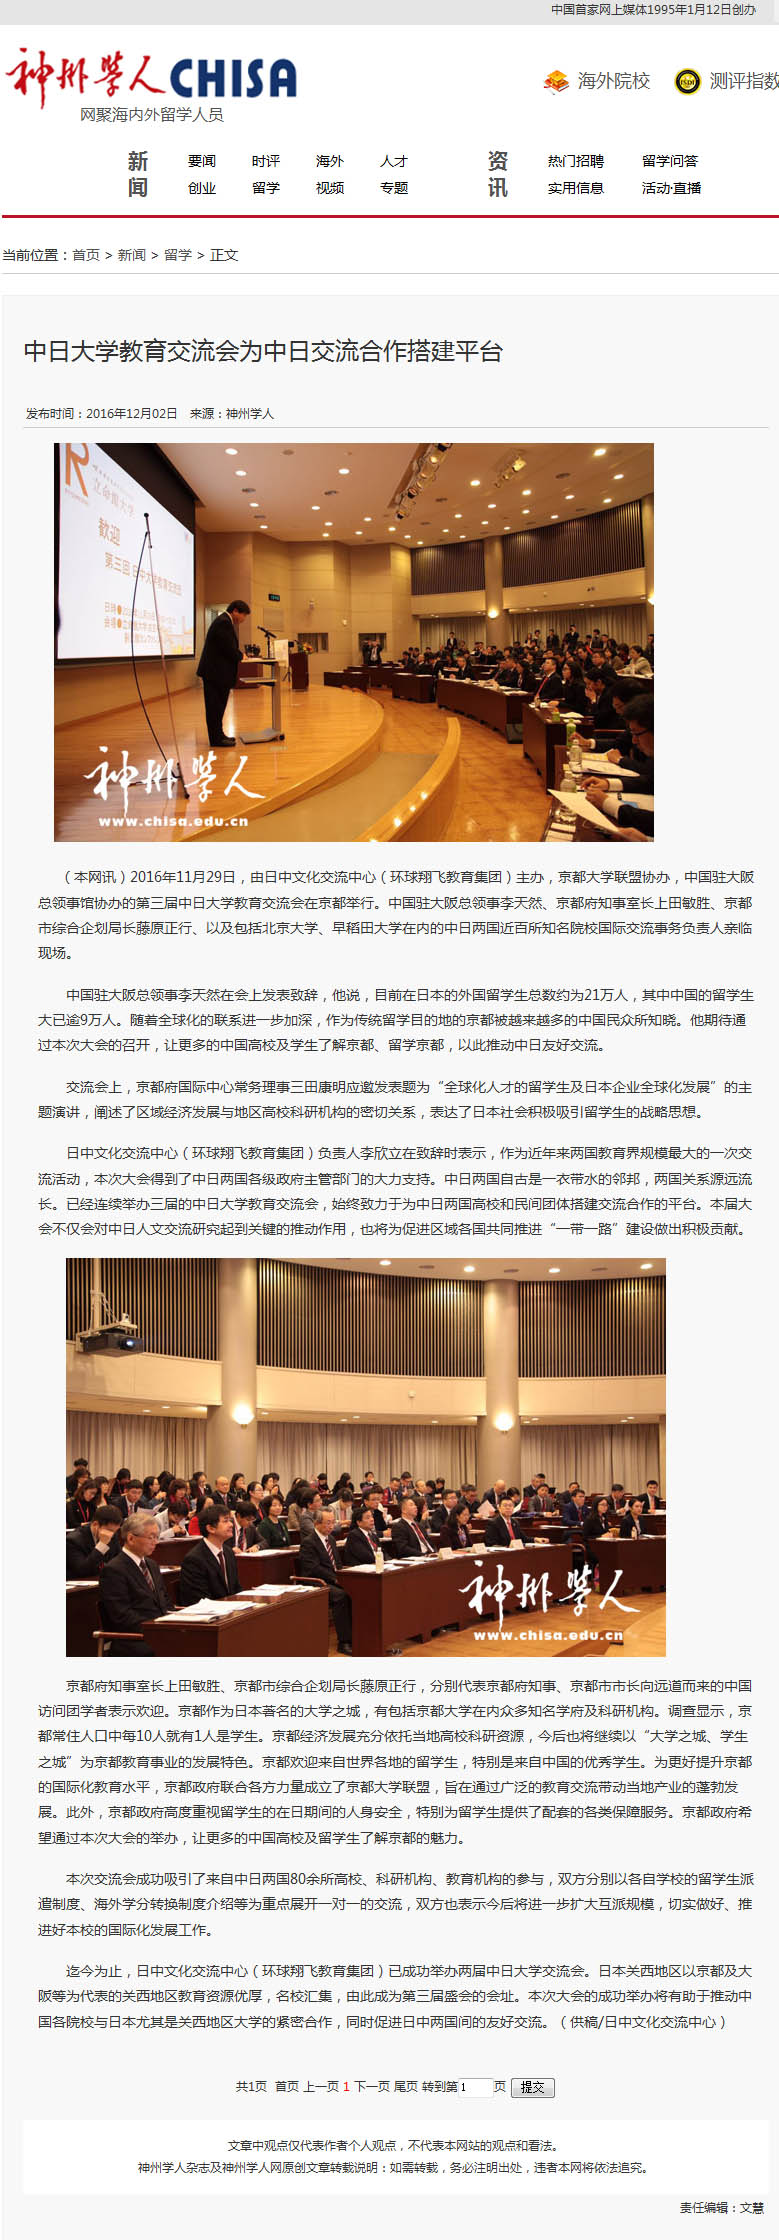 中国首家网上媒体1995年1月12日创办
神州学人CHISA
网聚海内外留学人员
海外院校
测评指数
新闻
要闻 时评 海外 人才
创业 留学 视频 专题
资讯
热门招聘 留学问答
实用信息 活动·直播
当前位置：首页 > 新闻 > 留学 > 正文
中日大学教育交流会为中日交流合作搭建平台
发布时间：2016年12月02日 来源：神州学人
R
立命館大学
歓迎
第三回 日中大学教育交流会
神州学人
www.chisa.edu.cn
（本网讯）2016年11月29日，由日中文化交流中心（环球翔飞教育集团）主办，京都大学联盟协办，中国驻大阪
总领事馆协办的第三届中日大学教育交流会在京都举行。中国驻大阪总领事李天然、京都府知事室长上田敏胜、京都
市综合企划局长藤原正行、以及包括北京大学、早稻田大学在内的中日两国近百所知名院校国际交流事务负责人亲临
现场。
中国驻大阪总领事李天然在会上发表致辞，他说，目前在日本的外国留学生总数约为21万人，其中中国的留学生
大已逾9万人。随着全球化的联系进一步加深，作为传统留学目的地的京都被越来越多的中国民众所知晓。他期待通
过本次大会的召开，让更多的中国高校及学生了解京都、留学京都，以此推动中日友好交流。
交流会上，京都府国际中心常务理事三田康明应邀发表题为“全球化人才的留学生及日本企业全球化发展”的主
题演讲，阐述了区域经济发展与地区高校科研机构的密切关系，表达了日本社会积极吸引留学生的战略思想。
日中文化交流中心（环球翔飞教育集团）负责人李欣立在致辞时表示，作为近年来两国教育界规模最大的一次交
流活动，本次大会得到了中日两国各级政府主管部门的大力支持。中日两国自古是一衣带水的邻邦，两国关系源远流
长。已经连续举办三届的中日大学教育交流会，始终致力于为中日两国高校和民间团体搭建交流合作的平台。本届大
会不仅会对中日人文交流研究起到关键的推动作用，也将为促进区域各国共同推进“一带一路”建设做出积极贡献。
神州学人
www.chisa.edu.cn
京都府知事室长上田敏胜、京都市综合企划局长藤原正行，分别代表京都府知事、京都市市长向远道而来的中国
访问团学者表示欢迎。京都作为日本著名的大学之城，有包括京都大学在内众多知名学府及科研机构。调查显示，京
都常住人口中每10人就有1人是学生。京都经济发展充分依托当地高校科研资源，今后也将继续以“大学之城、学生
之城”为京都教育事业的发展特色。京都欢迎来自世界各地的留学生，特别是来自中国的优秀学生。为更好提升京都
的国际化教育水平，京都政府联合各方力量成立了京都大学联盟，旨在通过广泛的教育交流带动当地产业的蓬勃发
展。此外，京都政府高度重视留学生的在日期间的人身安全，特别为留学生提供了配套的各类保障服务。京都政府希
望通过本次大会的举办，让更多的中国高校及留学生了解京都的魅力。
本次交流会成功吸引了来自中日两国80余所高校、科研机构、教育机构的参与，双方分别以各自学校的留学生派
遣制度、海外学分转换制度介绍等为重点展开一对一的交流，双方也表示今后将进一步扩大互派规模，切实做好、推
进好本校的国际化发展工作。
迄今为止，日中文化交流中心（环球翔飞教育集团）已成功举办两届中日大学交流会。日本关西地区以京都及大
阪等为代表的关西地区教育资源优厚，名校汇集，由此成为第三届盛会的会址。本次大会的成功举办将有助于推动中
国各院校与日本尤其是关西地区大学的紧密合作，同时促进日中两国间的友好交流。（供稿/日中文化交流中心）
共1页 首页 上一页 1 下一页 尾页 转到第 1 页 提交
文章中观点仅代表作者个人观点，不代表本网站的观点和看法。
神州学人杂志及神州学人网原创文章转载说明：如需转载，务必注明出处，违者本网将依法追究。
责任编辑：文慧